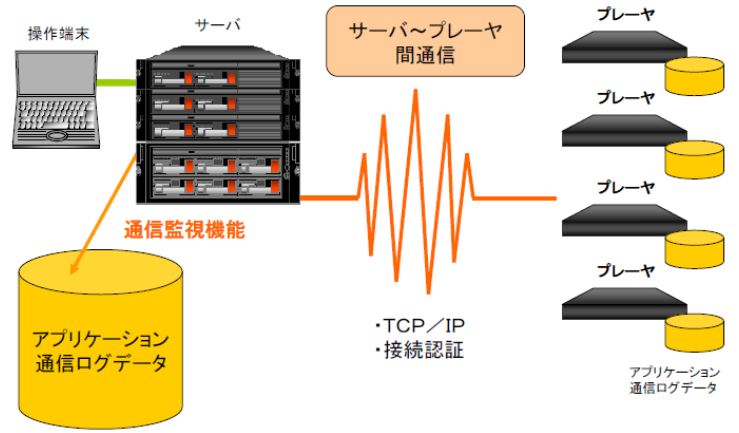 操作端末
サーバ
サーバ～プレーヤ
間通信
プレーヤ
プレーヤ
プレーヤ
プレーヤ
通信監視機能
アプリケーション
通信ログデータ
・TCP／IP
・接続認証
アプリケーション
通信ログデータ